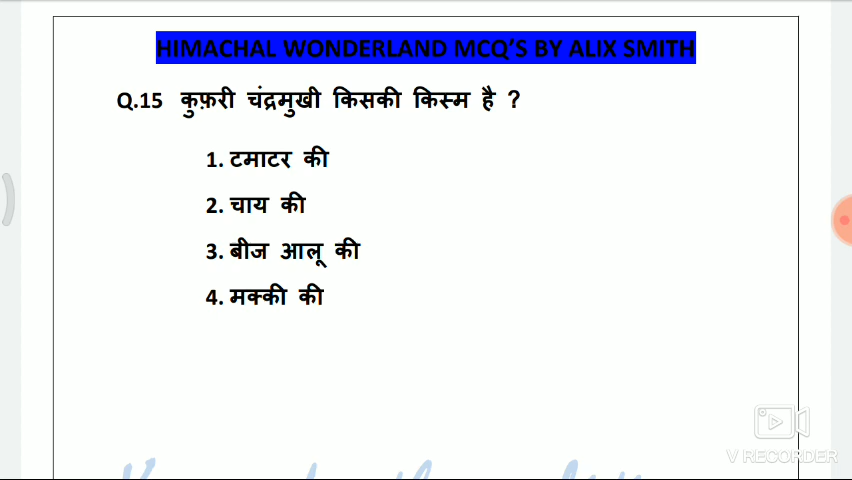 HIMACHAL WONDERLAND MCQ'S BY ALIX SMITH
Q.15 कुफ़री चंद्रमुखी किसकी किस्म है ?
1. टमाटर की
2. चाय की
3. बीज आलू की
4. मक्की की
V RECORDER